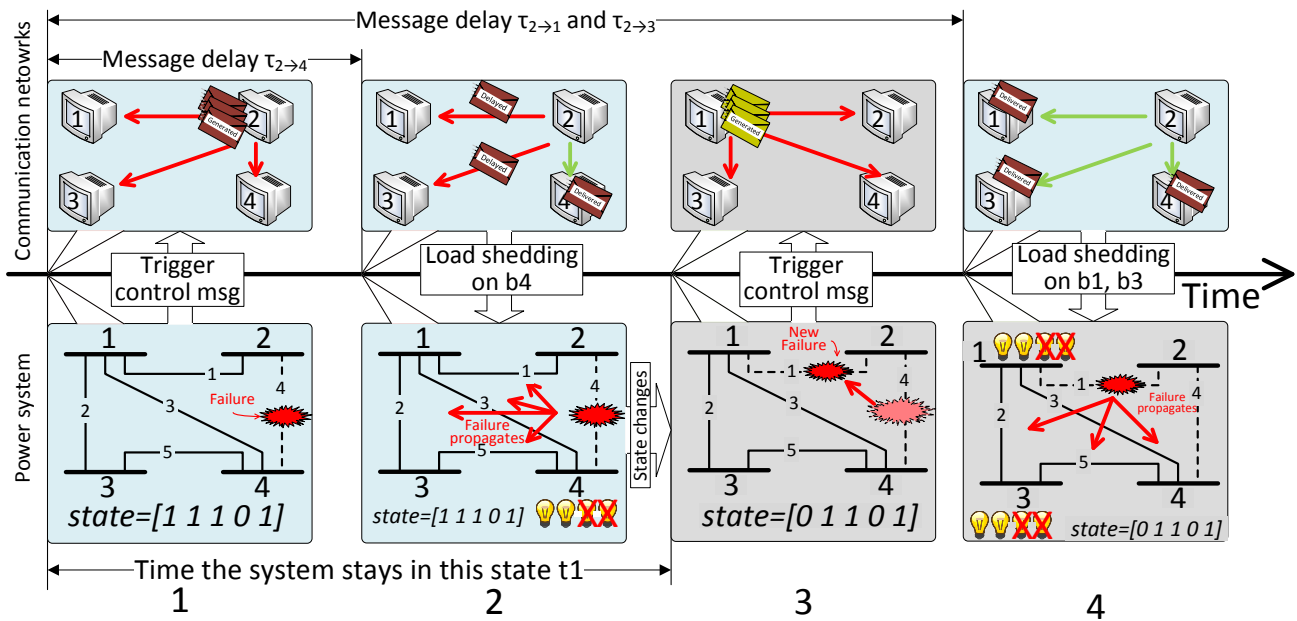 Message delay τ2→1 and τ2→3
Message delay τ2→4
Communication netowrks
1
2
3
4
Generated
1
2
3
4
Delayed
Delayed
Delivered
1
2
3
4
Generated
1
2
3
4
Delivered
Delivered
Delivered
Trigger
control msg
Load shedding
on b4
Trigger
control msg
Load shedding
on b1, b3
Time
Power system
1
2
1
4
2
3
Failure
5
3
4
state=[1 1 1 0 1]
1
2
1
4
2
3
Failure
propagates
5
3
4
state=[1 1 1 0 1]
State changes
1
2
New
Failure
1
4
2
3
5
3
4
state=[0 1 1 0 1]
1
2
1
4
3
2
Failure
propagates
5
3
4
state=[0 1 1 0 1]
Time the system stays in this state t1
1
2
3
4